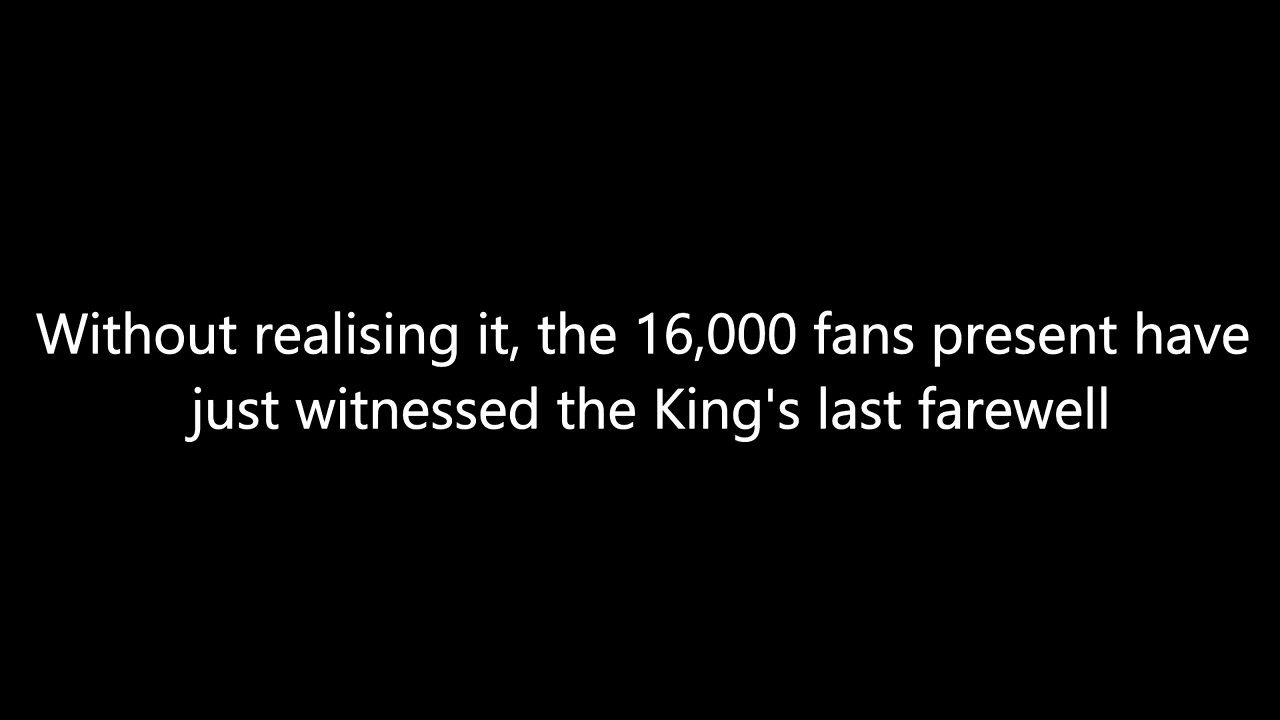 Without realising it, the 16,000 fans present have
just witnessed the King's last farewell